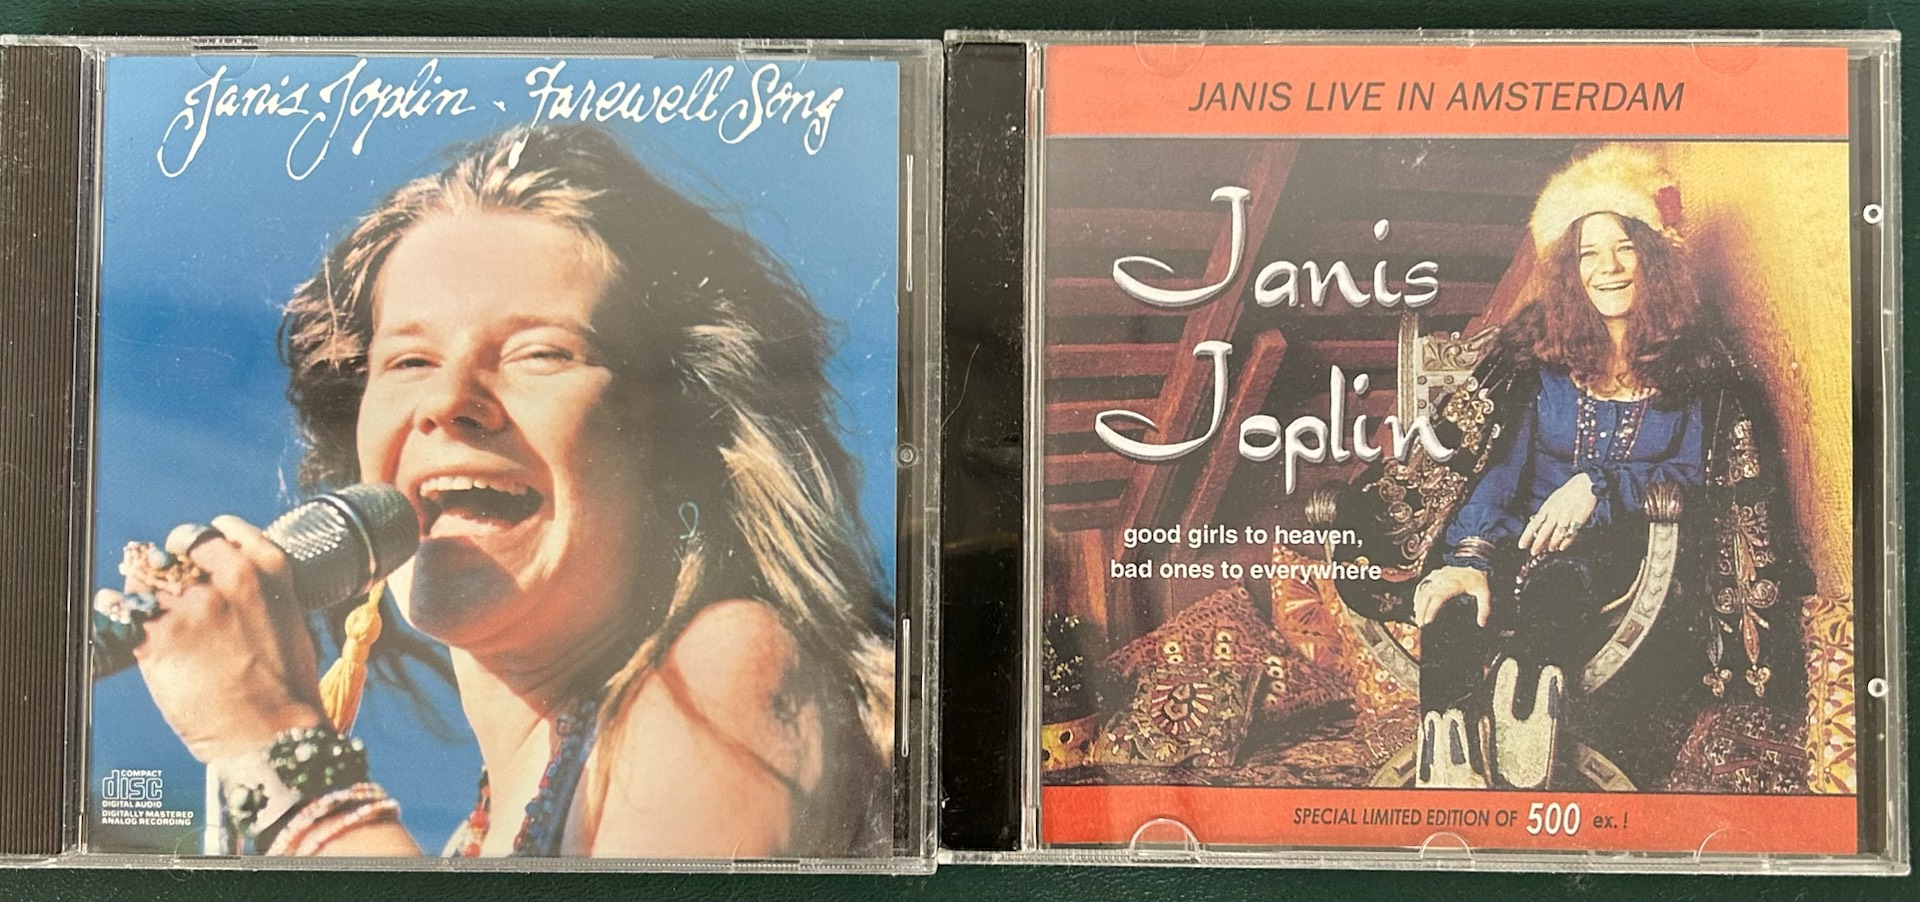 Janis Joplin - Farewell Song
COMPACT
disc
DIGITAL AUDIO
DIGITALLY MASTERED
ANALOG RECORDING
JANIS LIVE IN AMSTERDAM
Janis
Joplin
good girls to heaven,
bad ones to everywhere
SPECIAL LIMITED EDITION OF 500 ex.!